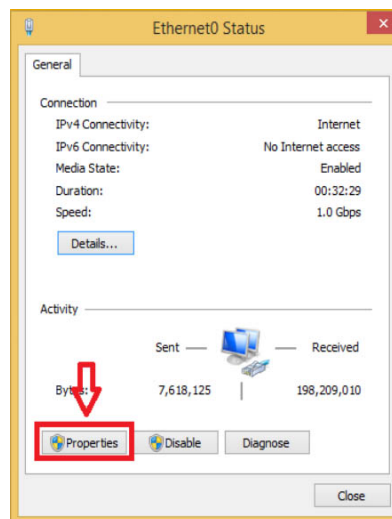 Ethernet0 Status
General
Connection
IPv4 Connectivity: Internet
IPv6 Connectivity: No Internet access
Media State: Enabled
Duration: 00:32:29
Speed: 1.0 Gbps
Details...
Activity
Sent Received
Bytes: 7,618,125 198,209,010
Properties Disable Diagnose
Close